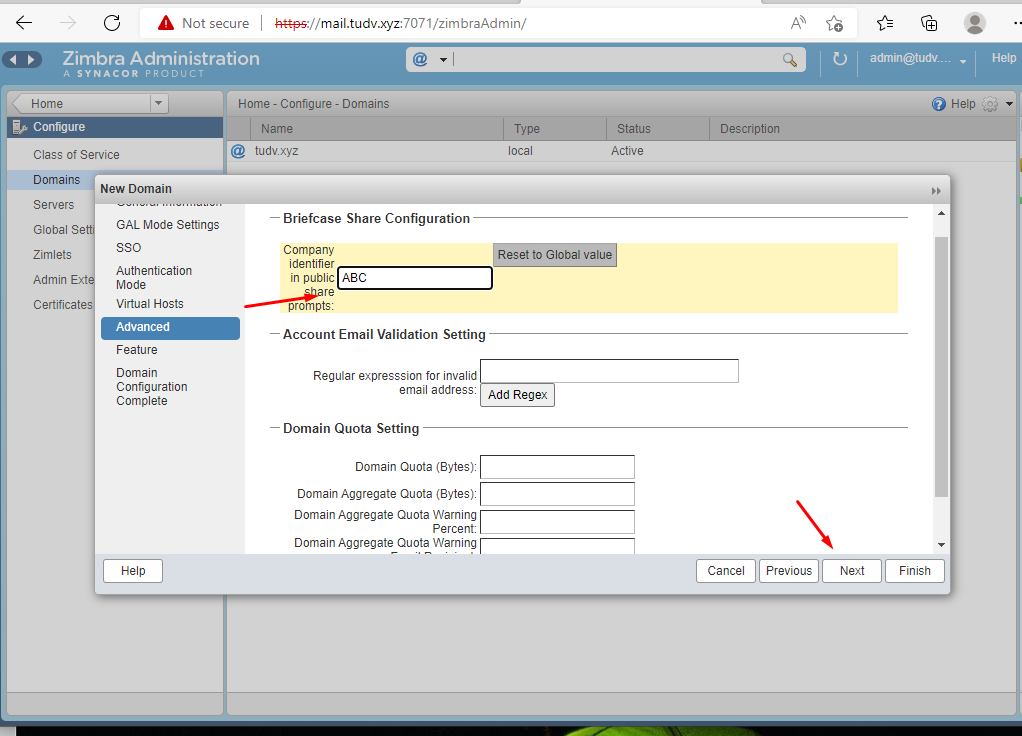 Not secure
https://mail.tudv.xyz:7071/zimbraAdmin/
Zimbra Administration
A SYNACOR PRODUCT
@
admin@tudv....
Help
Home
Home - Configure - Domains
Help
Configure
Name
Type
Status
Description
Class of Service
@ tudv.xyz
local
Active
Domains
Servers
Global Setti
Zimlets
Admin Exte
Certificates
New Domain
General Information
GAL Mode Settings
SSO
Authentication
Mode
Virtual Hosts
Advanced
Feature
Domain
Configuration
Complete
Briefcase Share Configuration
Company
identifier
in public
share
prompts:
ABC
Reset to Global value
Account Email Validation Setting
Regular expresssion for invalid
email address:
Add Regex
Domain Quota Setting
Domain Quota (Bytes):
Domain Aggregate Quota (Bytes):
Domain Aggregate Quota Warning
Percent:
Domain Aggregate Quota Warning
Help
Cancel
Previous
Next
Finish